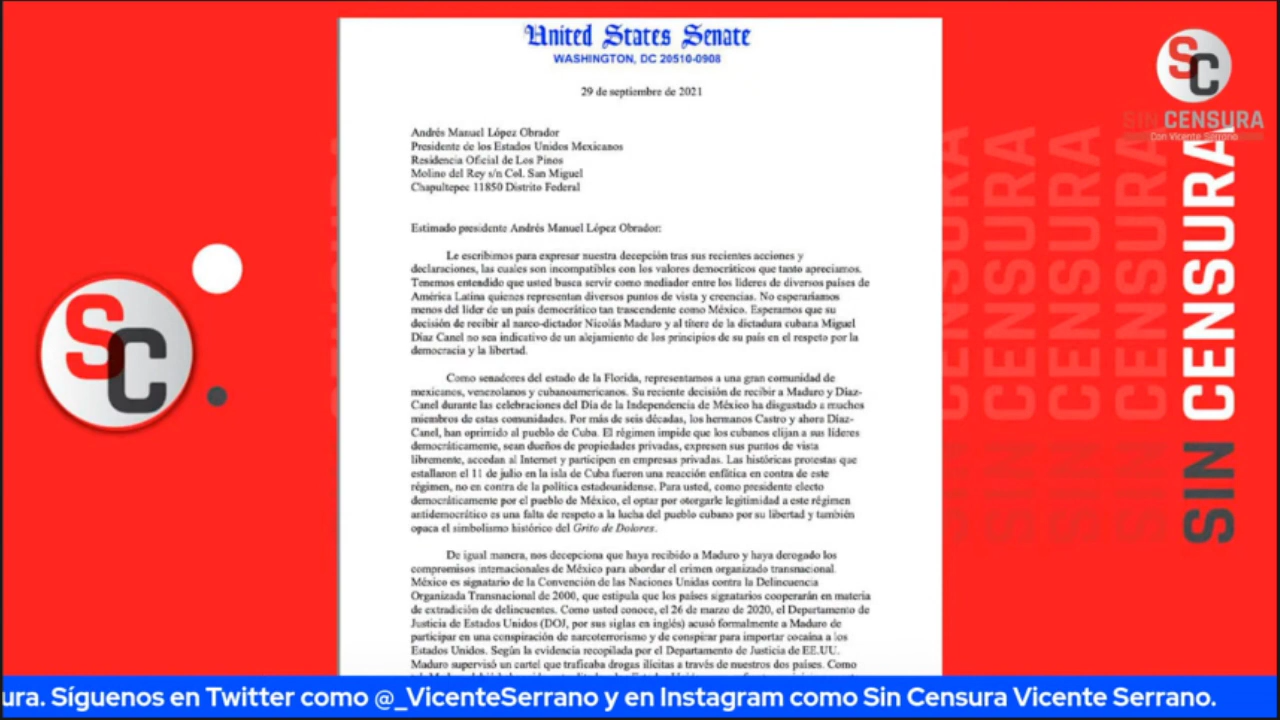 United States Senate
WASHINGTON, DC 20510-0908
29 de septiembre de 2021
Andrés Manuel López Obrador
Presidente de los Estados Unidos Mexicanos
Residencia Oficial de Los Pinos
Molino del Rey s/n Col. San Miguel
Chapultepec 11850 Distrito Federal
Estimado presidente Andrés Manuel López Obrador:
Le escribimos para expresar nuestra decepción tras sus recientes acciones y
declaraciones, las cuales son incompatibles con los valores democráticos que tanto apreciamos.
Tenemos entendido que usted busca servir como mediador entre los líderes de diversos países de
América Latina quienes representan diversos puntos de vista y creencias. No esperaríamos
menos del líder de un país democrático tan trascendente como México. Esperamos que su
decisión de recibir al narco-dictador Nicolás Maduro y al títere de la dictadura cubana Miguel
Díaz Canel no sea indicativo de un alejamiento de los principios de su país en el respeto por la
democracia y la libertad.
Como senadores del estado de la Florida, representamos a una gran comunidad de
mexicanos, venezolanos y cubanoamericanos. Su reciente decisión de recibir a Maduro y Díaz-
Canel durante las celebraciones del Día de la Independencia de México ha disgustado a muchos
miembros de estas comunidades. Por más de seis décadas, los hermanos Castro y ahora Díaz-
Canel, han oprimido al pueblo de Cuba. El régimen impide que los cubanos elijan a sus líderes
democráticamente, sean dueños de propiedades privadas, expresen sus puntos de vista
libremente, accedan al Internet y participen en empresas privadas. Las históricas protestas que
estallaron el 11 de julio en la isla de Cuba fueron una reacción enfática en contra de este
régimen, no en contra de la política estadounidense. Para usted, como presidente electo
democráticamente por el pueblo de México, el optar por otorgarle legitimidad a este régimen
antidemocrático es una falta de respeto a la lucha del pueblo cubano por su libertad y también
opaca el simbolismo histórico del Grito de Dolores.
De igual manera, nos decepciona que haya recibido a Maduro y haya derogado los
compromisos internacionales de México para abordar el crimen organizado transnacional.
México es signatario de la Convención de las Naciones Unidas contra la Delincuencia
Organizada Transnacional de 2000, que estipula que los países signatarios cooperarán en materia
de extradición de delincuentes. Como usted conoce, el 26 de marzo de 2020, el Departamento de
Justicia de Estados Unidos (DOJ, por sus siglas en inglés) acusó formalmente a Maduro de
participar en una conspiración de narcoterrorismo y de conspirar para importar cocaína a los
Estados Unidos. Según la evidencia recopilada por el Departamento de Justicia de EE.UU.
Maduro supervisó un cartel que traficaba drogas ilícitas a través de nuestros dos países. Como
SC
SC
SIN CENSURA
Con Vicente Serrano
SIN CENSURA
ura. Síguenos en Twitter como @_VicenteSerrano y en Instagram como Sin Censura Vicente Serrano.